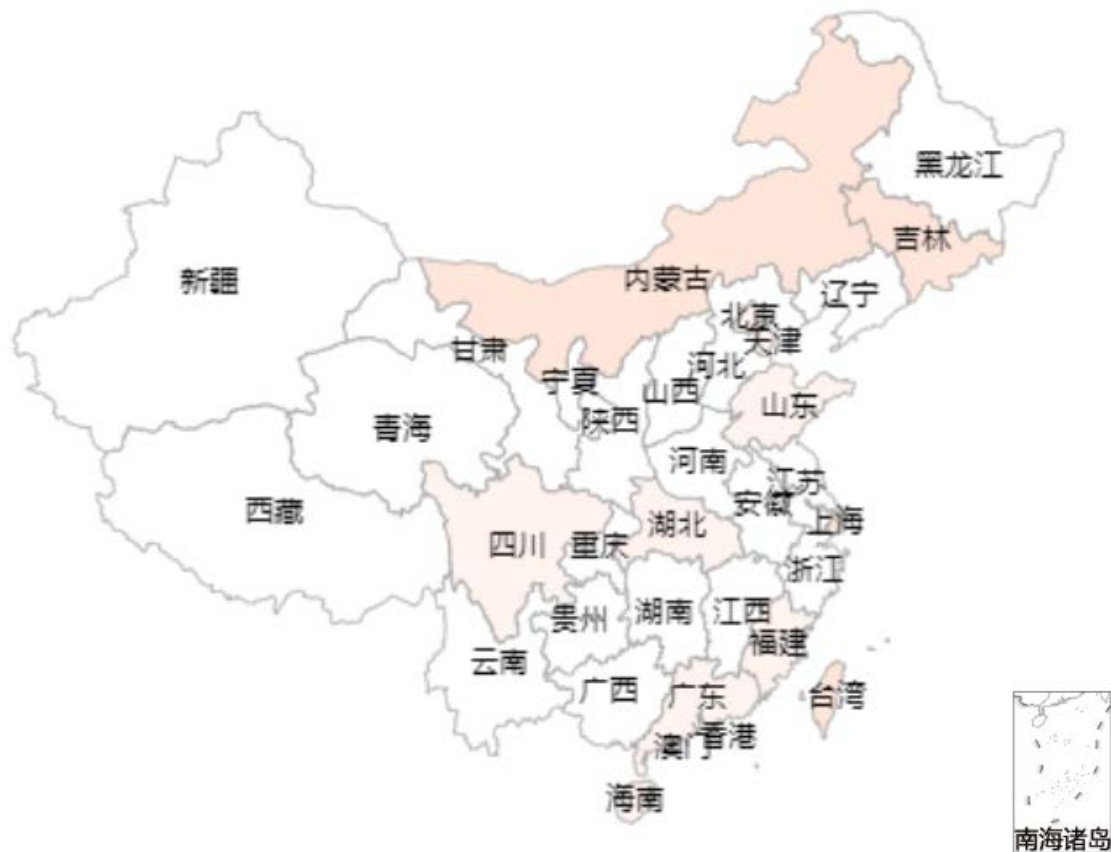 黑龙江
吉林
新疆
内蒙古
辽宁
北京
天津
甘肃
河北
宁夏
山西
山东
陕西
青海
河南
江苏
安徽
西藏
上海
湖北
四川
重庆
浙江
湖南
江西
贵州
福建
云南
广西
广东
台湾
香港
澳门
海南
南海诸岛